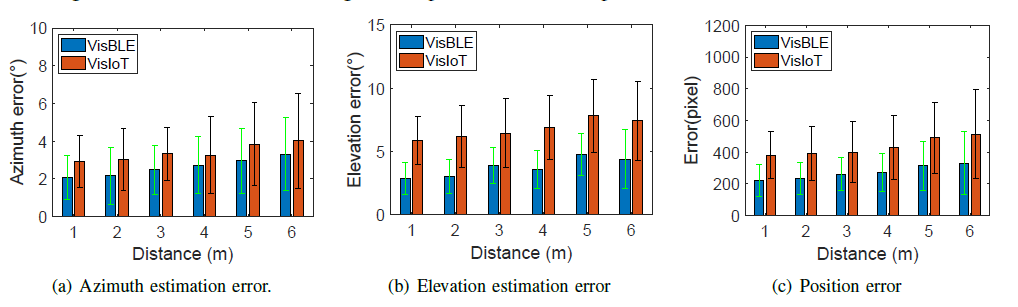 10
8
6
4
2
0
Azimuth error(°)
VisBLE
VisIoT
1 2 3 4 5 6
Distance (m)
(a) Azimuth estimation error.
15
10
5
0
Elevation error(°)
VisBLE
VisIoT
1 2 3 4 5 6
Distance (m)
(b) Elevation estimation error
1200
1000
800
600
400
200
0
Error(pixel)
VisBLE
VisIoT
1 2 3 4 5 6
Distance (m)
(c) Position error